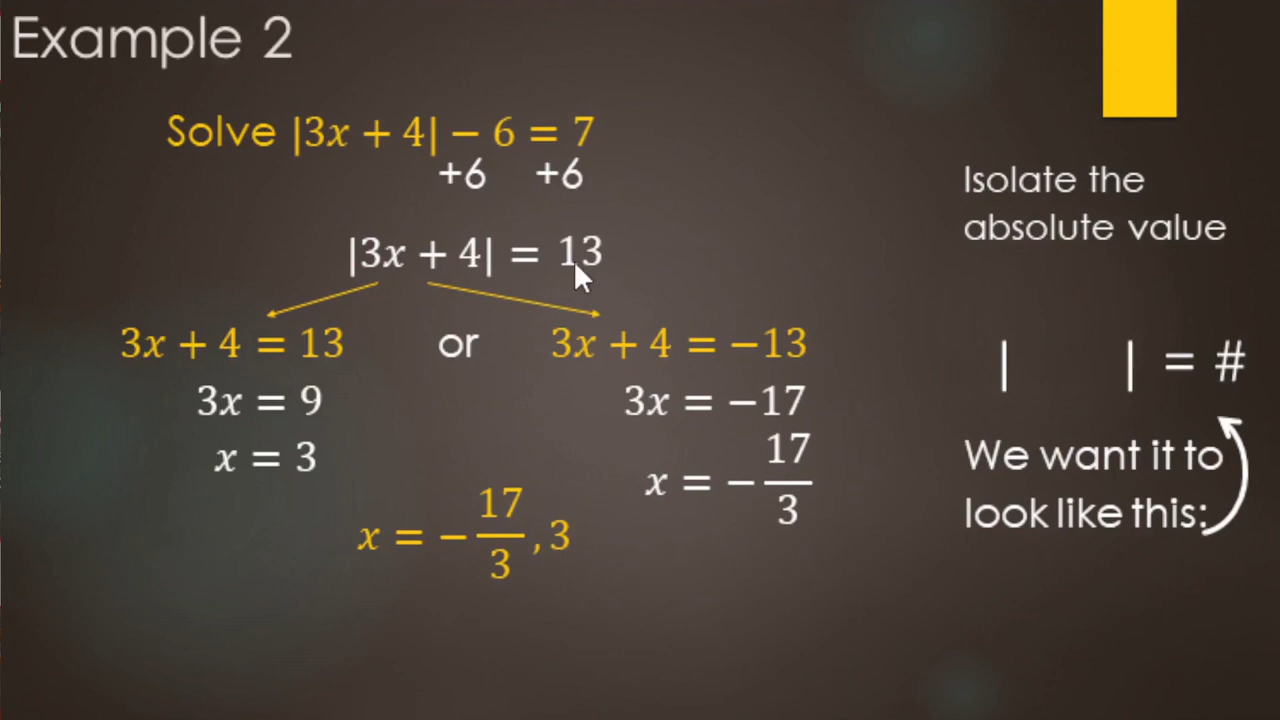 Example 2
Solve |3x + 4| − 6 = 7
+6 +6
|3x + 4| = 13
3x + 4 = 13 or 3x + 4 = −13
3x = 9
3x = −17
x = 3
x = −17/3
x = −17/3, 3
Isolate the
absolute value
| | = #
We want it to
look like this: